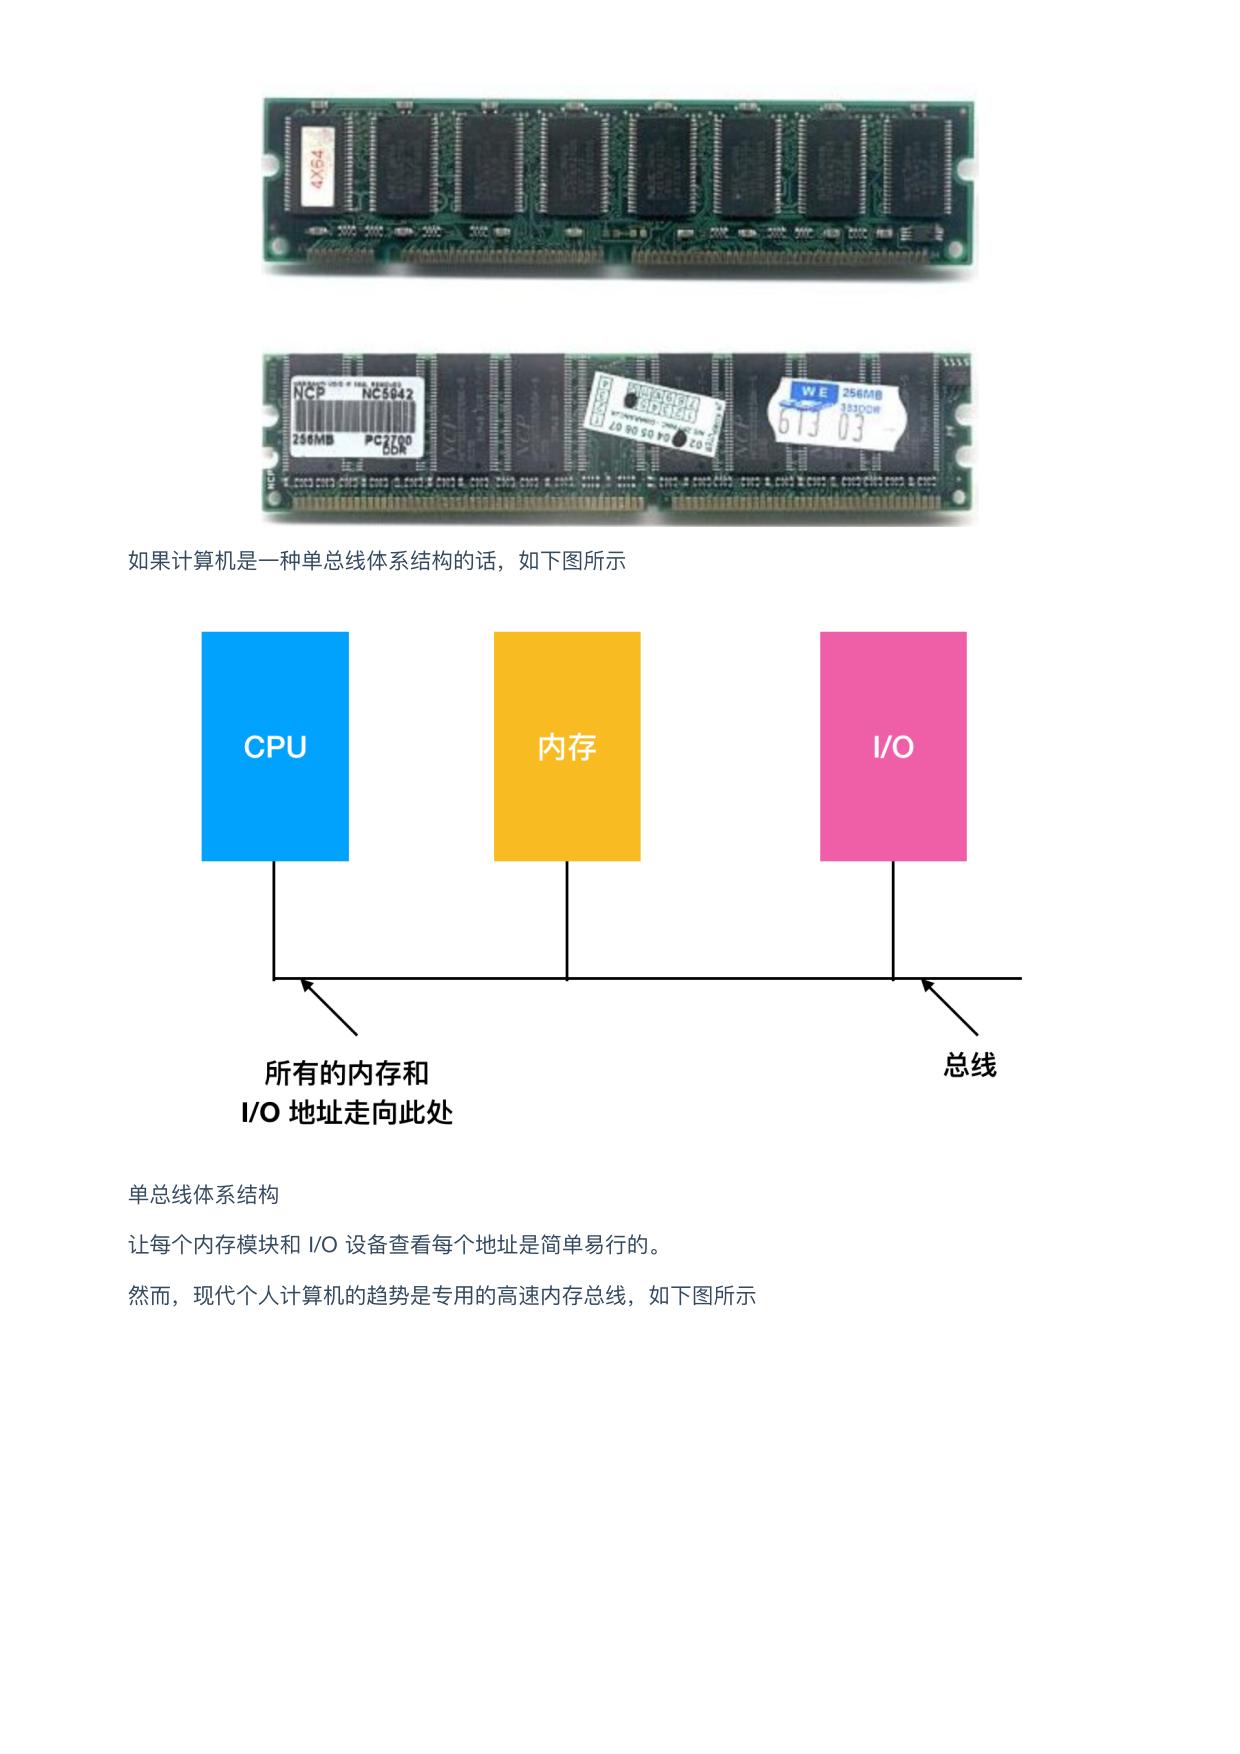 4X64
NCP NC5942
256MB PC2700
DDR
WE 256MB
333DDR
613 03
02 04 05 06 07
NCP
如果计算机是一种单总线体系结构的话，如下图所示
CPU
内存
I/O
所有的内存和
I/O 地址走向此处
总线
单总线体系结构
让每个内存模块和 I/O 设备查看每个地址是简单易行的。
然而，现代个人计算机的趋势是专用的高速内存总线，如下图所示